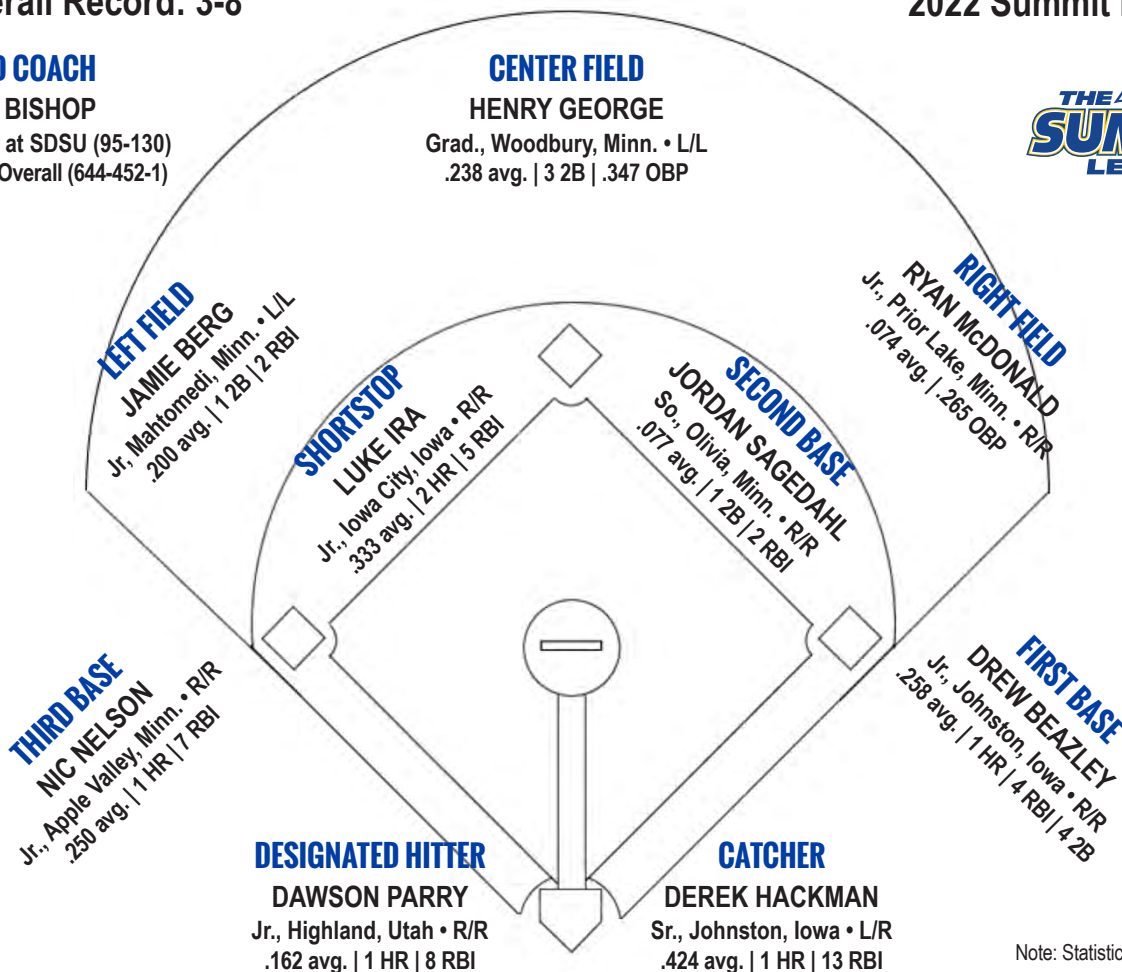 erall Record: 3-8
2022 Summit
COACH
BISHOP
at SDSU (95-130)
Overall (644-452-1)
CENTER FIELD
HENRY GEORGE
Grad., Woodbury, Minn. • L/L
.238 avg. | 3 2B | .347 OBP
THE
SUM
LE
LEFT FIELD
JAMIE BERG
Jr, Mahtomedi, Minn. • L/L
.200 avg. | 1 2B | 2 RBI
SHORTSTOP
LUKE IRA
Jr., Iowa City, Iowa • R/R
.333 avg. | 2 HR | 5 RBI
SECOND BASE
JORDAN SAGEDAHL
So., Olivia, Minn. • R/R
.077 avg. | 1 2B | 2 RBI
RIGHT FIELD
RYAN McDONALD
Jr., Prior Lake, Minn. • R/R
.074 avg. | .265 OBP
THIRD BASE
NIC NELSON
Jr., Apple Valley, Minn. • R/R
.250 avg. | 1 HR | 7 RBI
FIRST BASE
DREW BEAZLEY
Jr., Johnston, Iowa • R/R
.258 avg. | 1 HR | 4 RBI | 4 2B
DESIGNATED HITTER
DAWSON PARRY
Jr., Highland, Utah • R/R
.162 avg. | 1 HR | 8 RBI
CATCHER
DEREK HACKMAN
Sr., Johnston, Iowa • L/R
.424 avg. | 1 HR | 13 RBI
Note: Statistic